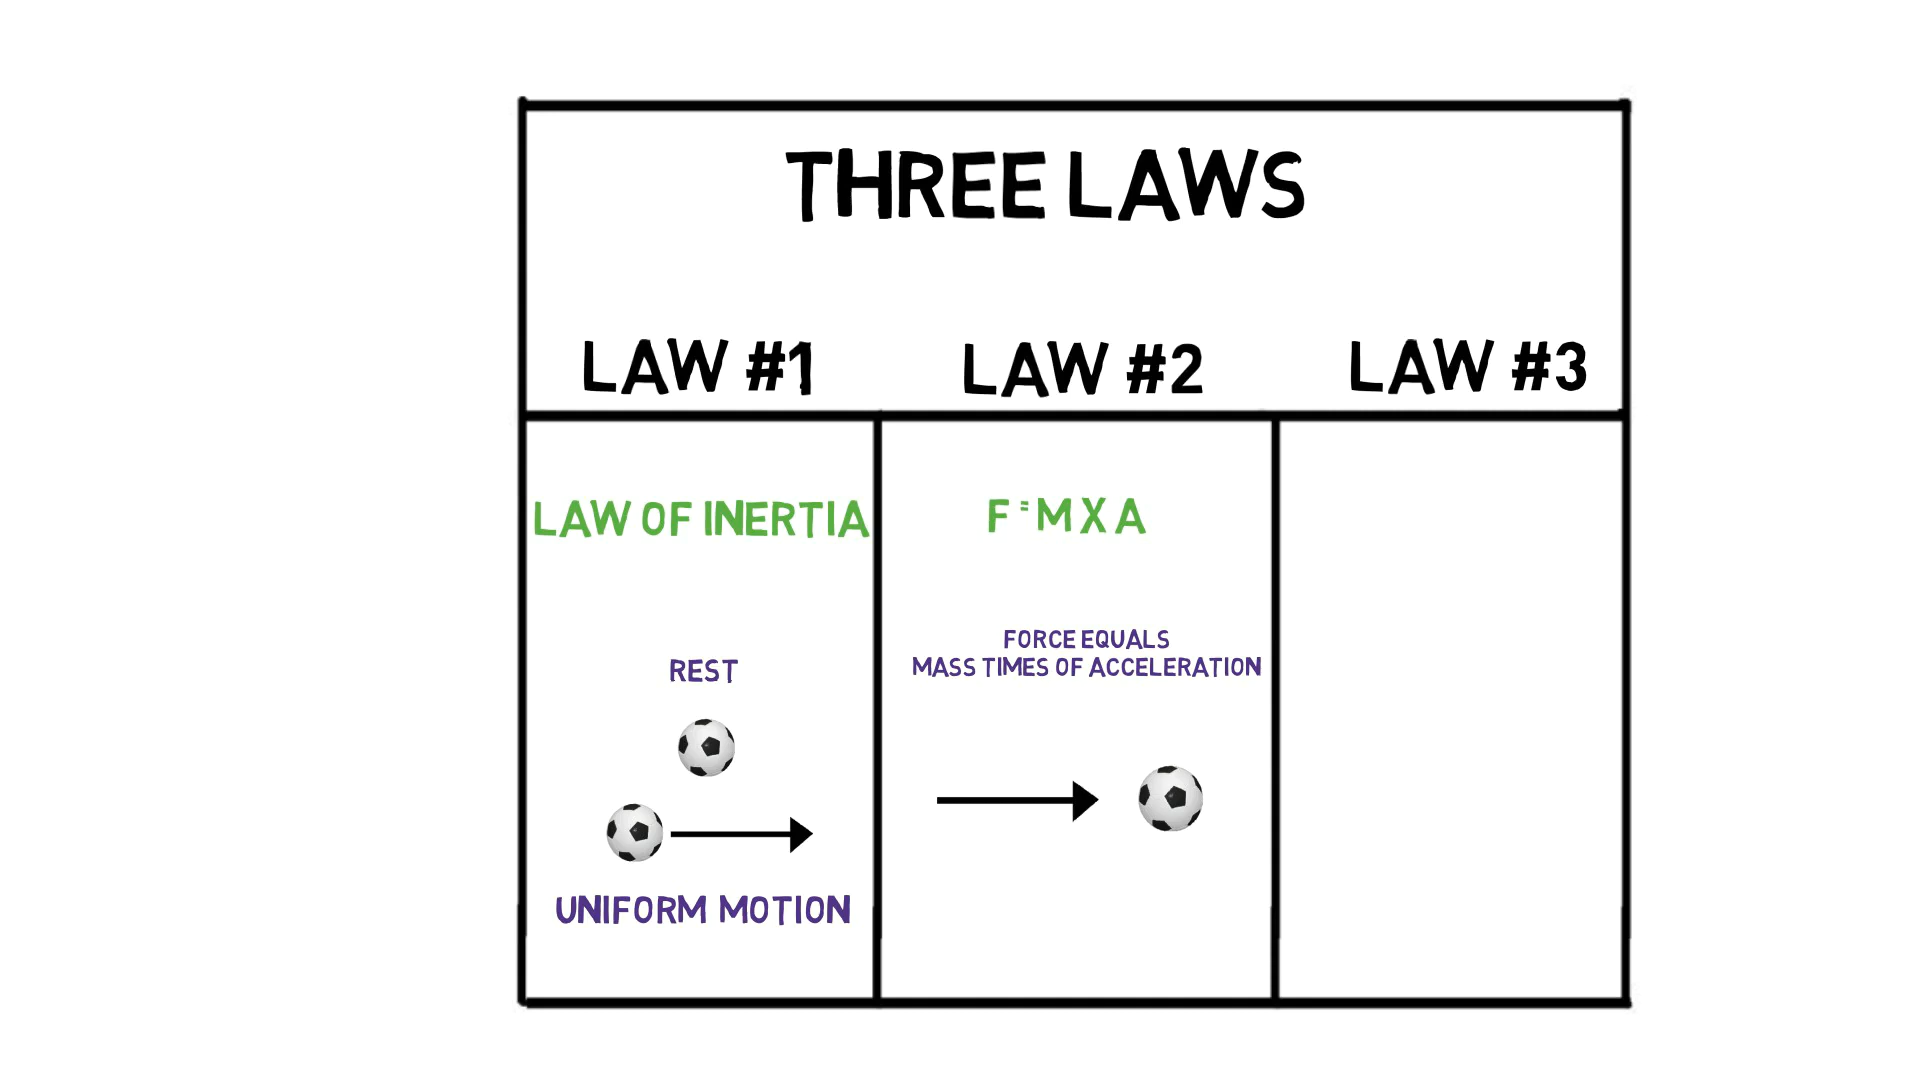 THREE LAWS
LAW #1
LAW #2
LAW #3
LAW OF INERTIA
REST
UNIFORM MOTION
F = M X A
FORCE EQUALS
MASS TIMES OF ACCELERATION